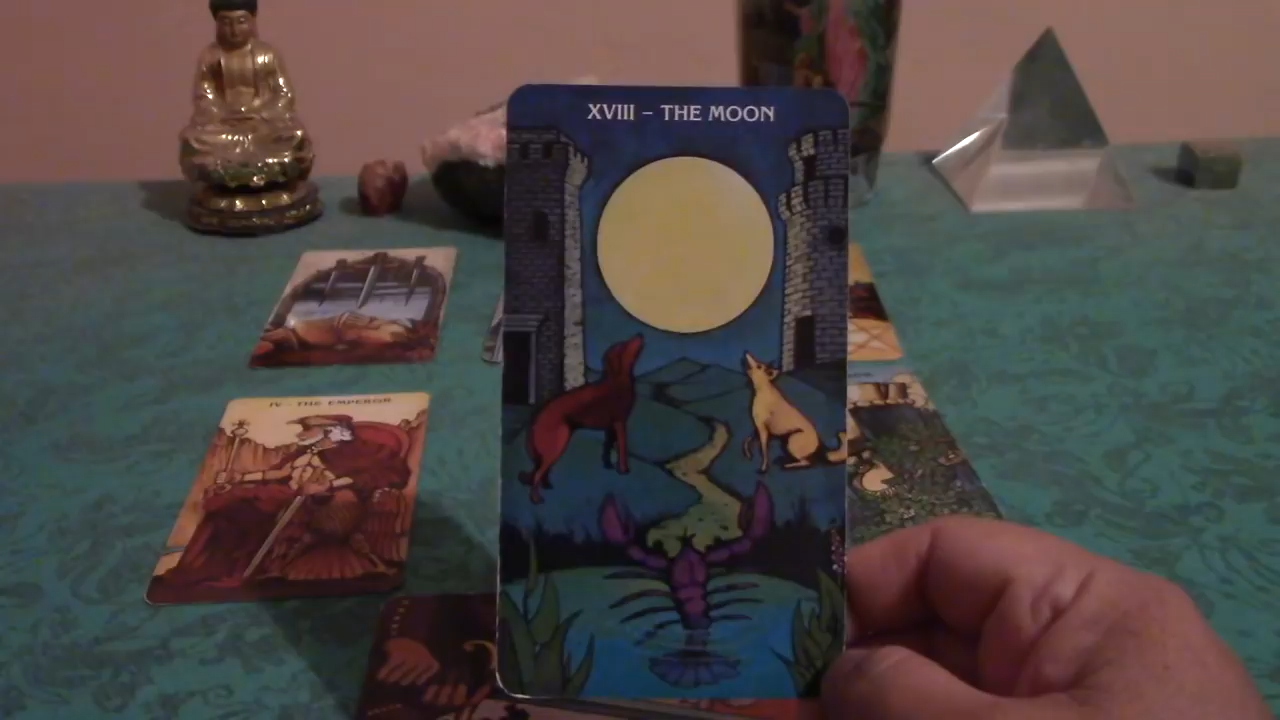 XVIII – THE MOON
IV - THE EMPEROR